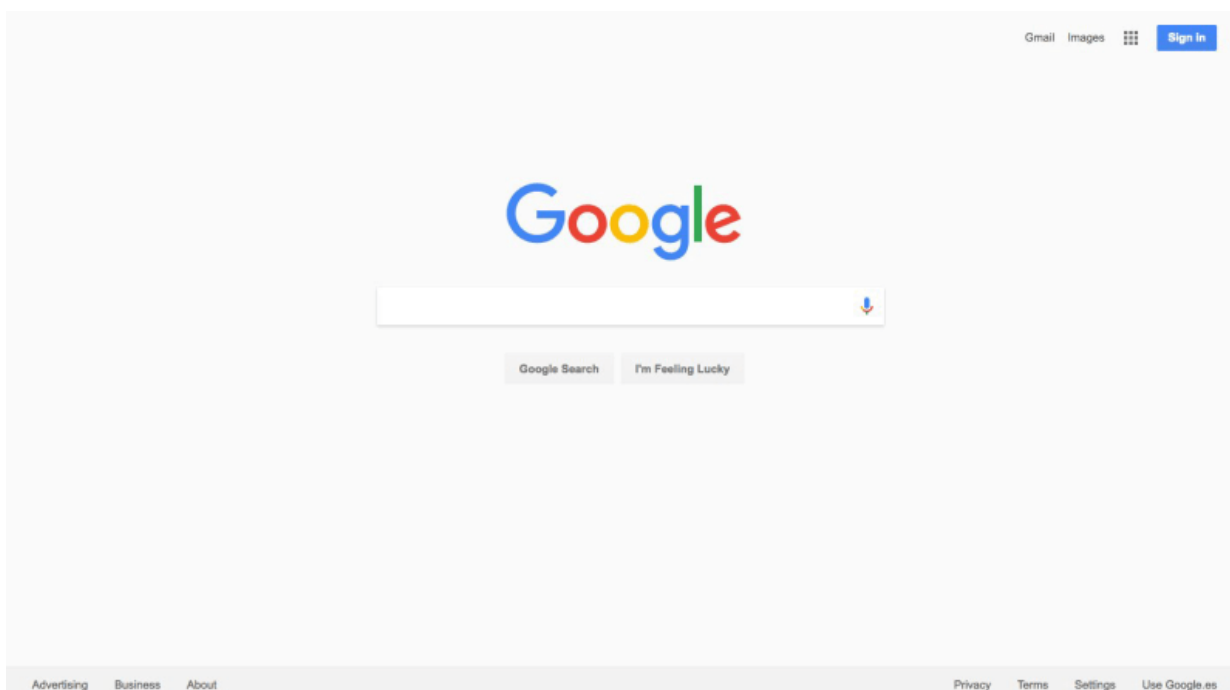 Gmail Images Sign in
Google
Google Search I'm Feeling Lucky
Advertising Business About Privacy Terms Settings Use Google.es